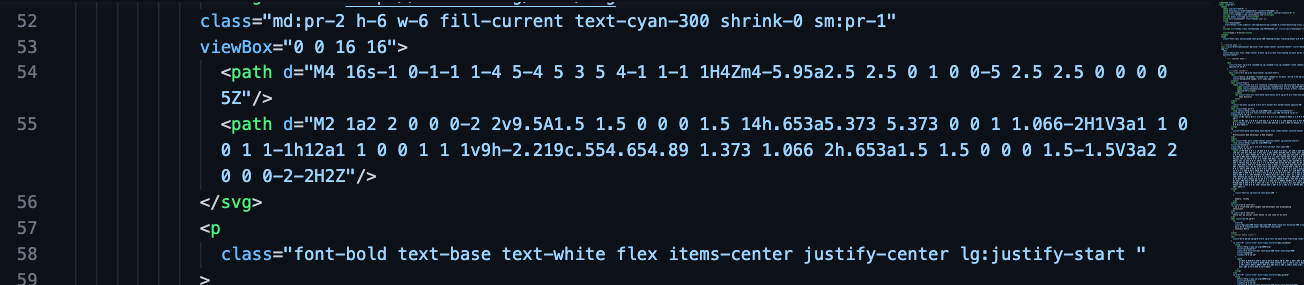 52 class="md:pr-2 h-6 w-6 fill-current text-cyan-300 shrink-0 sm:pr-1"
53 viewBox="0 0 16 16">
54 <path d="M4 16s-1 0-1-1 1-4 5-4 5 3 5 4-1 1-1 1H4Zm4-5.95a2.5 2.5 0 1 0 0-5 2.5 2.5 0 0 0 0
5Z"/>
55 <path d="M2 1a2 2 0 0 0-2 2v9.5A1.5 1.5 0 0 0 1.5 14h.653a5.373 5.373 0 0 1 1.066-2H1V3a1 1 0
0 1 1-1h12a1 1 0 0 1 1 1v9h-2.219c.554.654.89 1.373 1.066 2h.653a1.5 1.5 0 0 0 1.5-1.5V3a2 2
0 0 0-2-2H2Z"/>
56 </svg>
57 <p
58 class="font-bold text-base text-white flex items-center justify-center lg:justify-start "
59 >